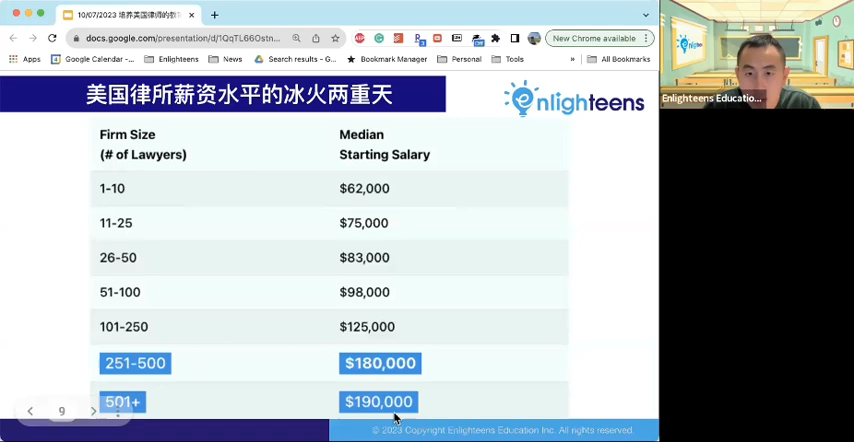 10/07/2023 培养美国律师的教
docs.google.com/presentation/d/1QqTL66Ostn...
New Chrome available
Apps
Google Calendar -...
Enlighteens
News
Search results - G...
Bookmark Manager
Personal
Tools
»
All Bookmarks
美国律所薪资水平的冰火两重天
enlighteens
Firm Size
(# of Lawyers)
Median
Starting Salary
1-10
$62,000
11-25
$75,000
26-50
$83,000
51-100
$98,000
101-250
$125,000
251-500
$180,000
501+
$190,000
9
© 2023 Copyright Enlighteens Education Inc. All rights reserved.
Enlighteens Educatio...